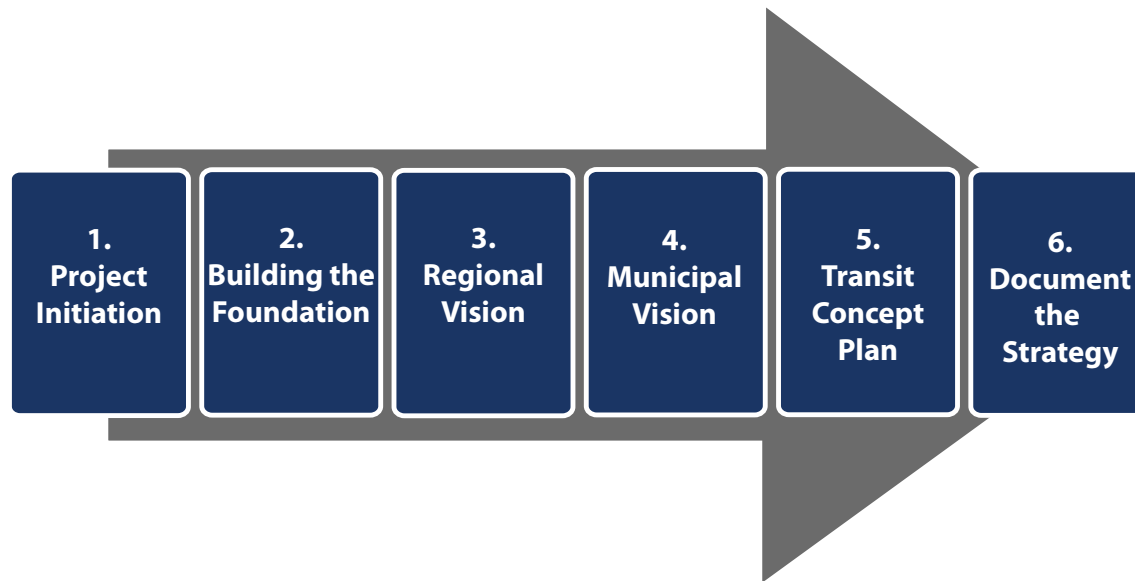 1.
Project
Initiation
2.
Building the
Foundation
3.
Regional
Vision
4.
Municipal
Vision
5.
Transit
Concept
Plan
6.
Document
the
Strategy